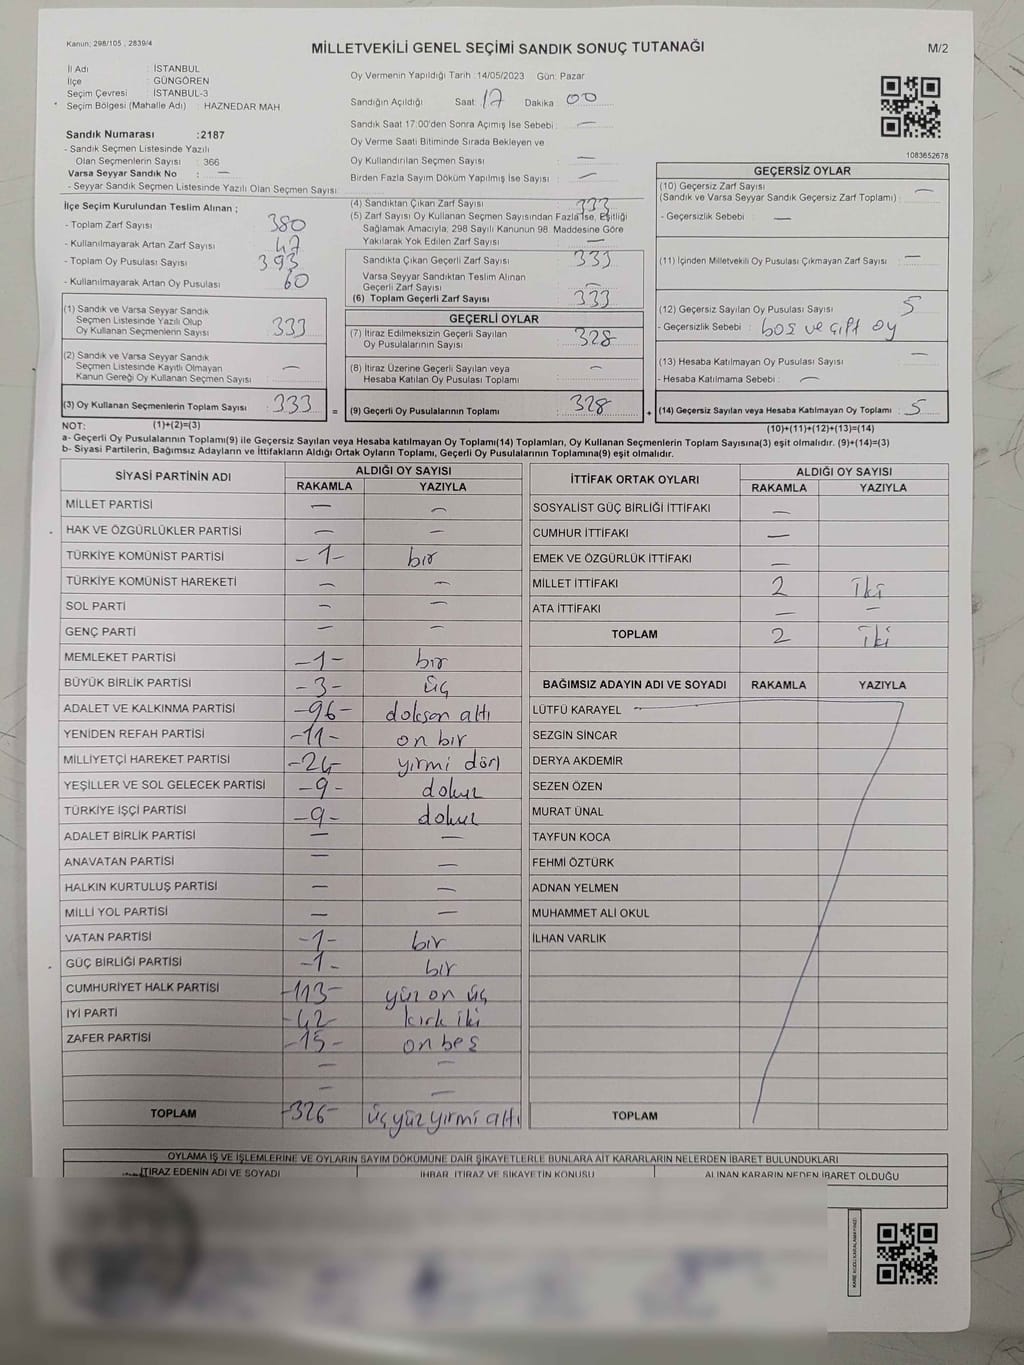 Kanun; 298/105 , 2839/4
MİLLETVEKİLİ GENEL SEÇİMİ SANDIK SONUÇ TUTANAĞI
M/2
İl Adı : İSTANBUL
İlçe : GÜNGÖREN
Seçim Çevresi : İSTANBUL-3
Seçim Bölgesi (Mahalle Adı) : HAZNEDAR MAH
Sandık Numarası :2187
- Sandık Seçmen Listesinde Yazılı
Olan Seçmenlerin Sayısı : 366
Varsa Seyyar Sandık No : —
- Seyyar Sandık Seçmen Listesinde Yazılı Olan Seçmen Sayısı:
Oy Vermenin Yapıldığı Tarih :14/05/2023 Gün: Pazar
Sandığın Açıldığı Saat 17 Dakika 00
Sandık Saat 17:00'den Sonra Açımış İse Sebebi : —
Oy Verme Saati Bitiminde Sırada Bekleyen ve
Oy Kullandırılan Seçmen Sayısı : —
Birden Fazla Sayım Döküm Yapılmış İse Sayısı : —
1083652678
İlçe Seçim Kurulundan Teslim Alınan ;
- Toplam Zarf Sayısı : 380
- Kullanılmayarak Artan Zarf Sayısı : 47
- Toplam Oy Pusulası Sayısı : 393
- Kullanılmayarak Artan Oy Pusulası : 60
(1) Sandık ve Varsa Seyyar Sandık
Seçmen Listesinde Yazılı Olup
Oy Kullanan Seçmenlerin Sayısı : 333
(2) Sandık ve Varsa Seyyar Sandık
Seçmen Listesinde Kayıtlı Olmayan
Kanun Gereği Oy Kullanan Seçmen Sayısı : —
(3) Oy Kullanan Seçmenlerin Toplam Sayısı : 333 =
(4) Sandıktan Çıkan Zarf Sayısı : 333
(5) Zarf Sayısı Oy Kullanan Seçmen Sayısından Fazla İse, Eşitliği
Sağlamak Amacıyla, 298 Sayılı Kanunun 98. Maddesine Göre
Yakılarak Yok Edilen Zarf Sayısı : —
Sandıkta Çıkan Geçerli Zarf Sayısı : 333
Varsa Seyyar Sandıktan Teslim Alınan
Geçerli Zarf Sayısı : —
(6) Toplam Geçerli Zarf Sayısı : 333
GEÇERLİ OYLAR
(7) İtiraz Edilmeksizin Geçerli Sayılan
Oy Pusulalarının Sayısı : 328
(8) İtiraz Üzerine Geçerli Sayılan veya
Hesaba Katılan Oy Pusulası Toplamı : —
(9) Geçerli Oy Pusulalarının Toplamı : 328 +
GEÇERSİZ OYLAR
(10) Geçersiz Zarf Sayısı
(Sandık ve Varsa Seyyar Sandık Geçersiz Zarf Toplamı) : —
- Geçersizlik Sebebi : —
(11) İçinden Milletvekili Oy Pusulası Çıkmayan Zarf Sayısı : —
(12) Geçersiz Sayılan Oy Pusulası Sayısı : 5
- Geçersizlik Sebebi : boş ve çift oy
(13) Hesaba Katılmayan Oy Pusulası Sayısı : —
- Hesaba Katılmama Sebebi : —
(14) Geçersiz Sayılan veya Hesaba Katılmayan Oy Toplamı : 5
NOT: (1)+(2)=(3)
(10)+(11)+(12)+(13)=(14)
a- Geçerli Oy Pusulalarının Toplamı(9) ile Geçersiz Sayılan veya Hesaba katılmayan Oy Toplamı(14) Toplamları, Oy Kullanan Seçmenlerin Toplam Sayısına(3) eşit olmalıdır. (9)+(14)=(3)
b- Siyasi Partilerin, Bağımsız Adayların ve İttifakların Aldığı Ortak Oyların Toplamı, Geçerli Oy Pusulalarının Toplamına(9) eşit olmalıdır.
SİYASİ PARTİNİN ADI ALDIĞI OY SAYISI
RAKAMLA YAZIYLA
MİLLET PARTİSİ — —
HAK VE ÖZGÜRLÜKLER PARTİSİ — —
TÜRKİYE KOMÜNİST PARTİSİ -1- bir
TÜRKİYE KOMÜNİST HAREKETİ — —
SOL PARTİ — —
GENÇ PARTİ — —
MEMLEKET PARTİSİ -1- bir
BÜYÜK BİRLİK PARTİSİ -3- üç
ADALET VE KALKINMA PARTİSİ -96- doksan altı
YENİDEN REFAH PARTİSİ -11- on bir
MİLLİYETÇİ HAREKET PARTİSİ -24- yirmi dört
YEŞİLLER VE SOL GELECEK PARTİSİ -9- dokuz
TÜRKİYE İŞÇİ PARTİSİ -9- dokuz
ADALET BİRLİK PARTİSİ — —
ANAVATAN PARTİSİ — —
HALKIN KURTULUŞ PARTİSİ — —
MİLLİ YOL PARTİSİ — —
VATAN PARTİSİ -1- bir
GÜÇ BİRLİĞİ PARTİSİ -1- bir
CUMHURİYET HALK PARTİSİ -113- yüz on üç
İYİ PARTİ -42- kırk iki
ZAFER PARTİSİ -15- on beş
— —
— —
TOPLAM -326- üç yüz yirmi altı
İTTİFAK ORTAK OYLARI ALDIĞI OY SAYISI
RAKAMLA YAZIYLA
SOSYALİST GÜÇ BİRLİĞİ İTTİFAKI —
CUMHUR İTTİFAKI —
EMEK VE ÖZGÜRLÜK İTTİFAKI —
MİLLET İTTİFAKI 2 iki
ATA İTTİFAKI — —
TOPLAM 2 iki
BAĞIMSIZ ADAYIN ADI VE SOYADI RAKAMLA YAZIYLA
LÜTFÜ KARAYEL
SEZGİN SİNCAR
DERYA AKDEMİR
SEZEN ÖZEN
MURAT ÜNAL
TAYFUN KOCA
FEHMİ ÖZTÜRK
ADNAN YELMEN
MUHAMMET ALİ OKUL
İLHAN VARLIK
TOPLAM
OYLAMA İŞ VE İŞLEMLERİNE VE OYLARIN SAYIM DÖKÜMÜNE DAİR ŞİKAYETLERLE BUNLARA AİT KARARLARIN NELERDEN İBARET BULUNDUKLARI
İTİRAZ EDENİN ADI VE SOYADI İHBAR, İTİRAZ VE ŞİKAYETİN KONUSU ALINAN KARARIN NEDEN İBARET OLDUĞU